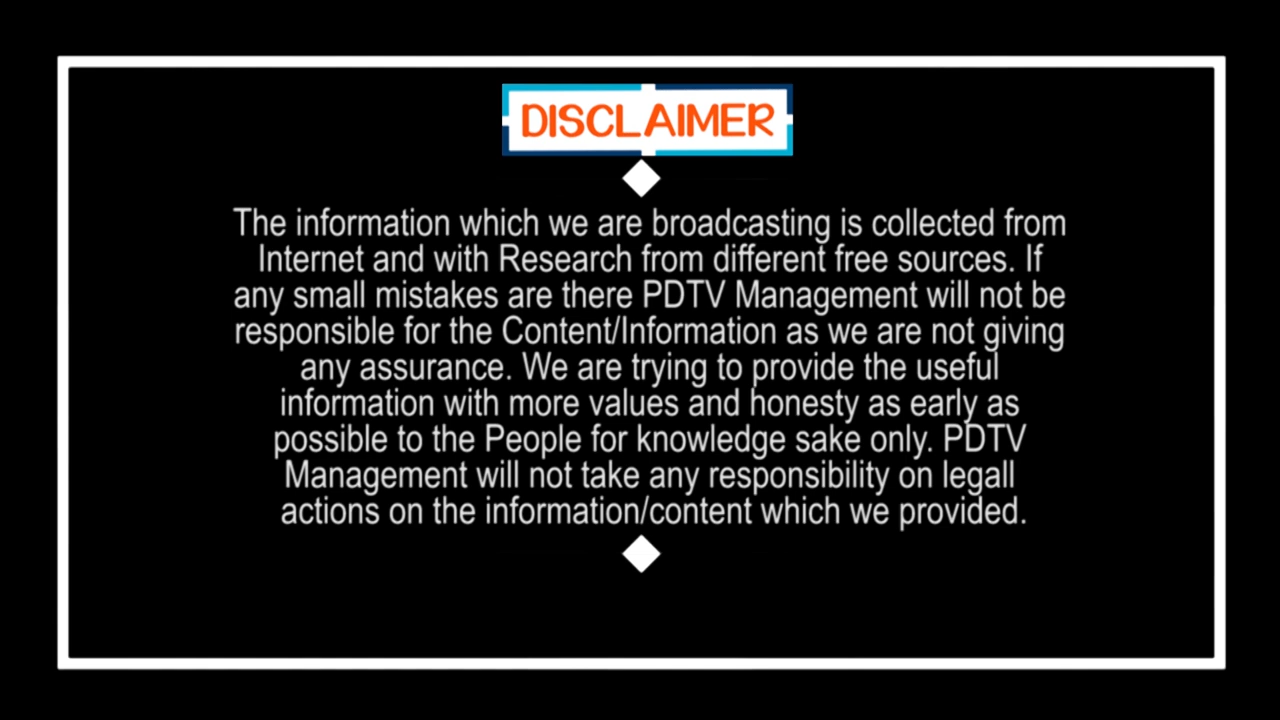 DISCLAIMER
The information which we are broadcasting is collected from
Internet and with Research from different free sources. If
any small mistakes are there PDTV Management will not be
responsible for the Content/Information as we are not giving
any assurance. We are trying to provide the useful
information with more values and honesty as early as
possible to the People for knowledge sake only. PDTV
Management will not take any responsibility on legall
actions on the information/content which we provided.